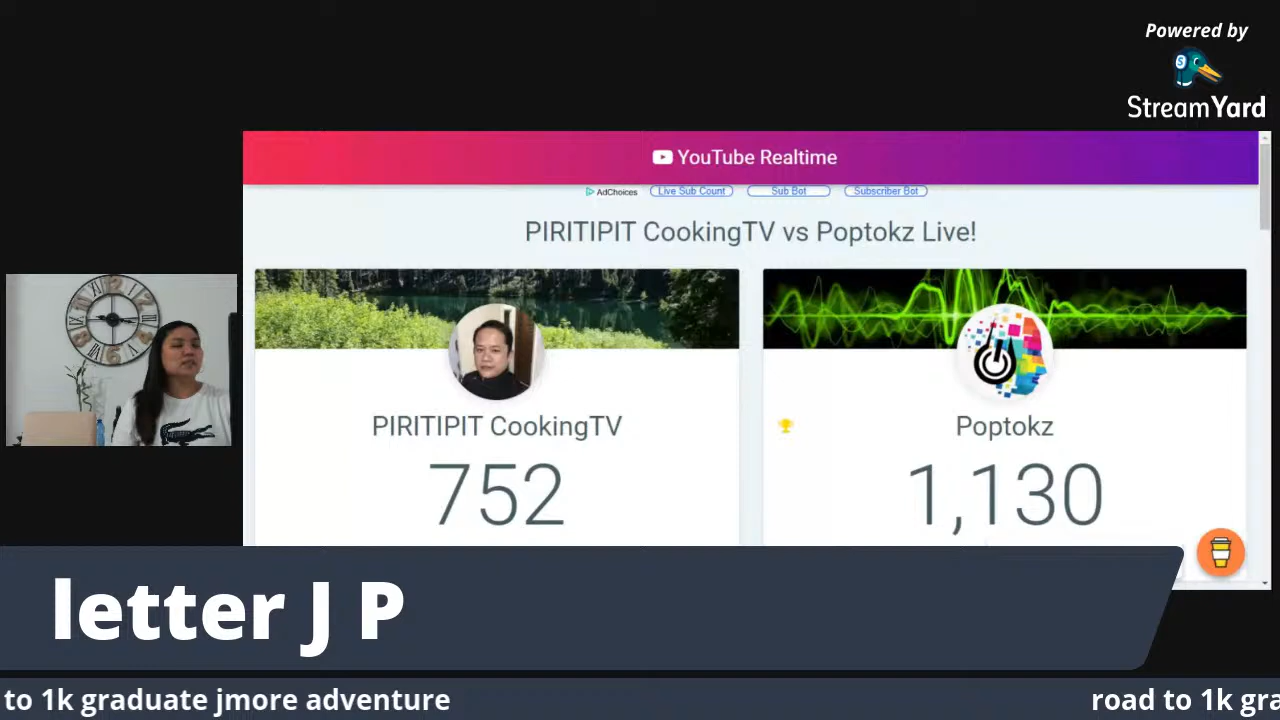 Powered by
StreamYard
YouTube Realtime
AdChoices Live Sub Count Sub Bot Subscriber Bot
PIRITIPIT CookingTV vs Poptokz Live!
PIRITIPIT CookingTV
752
Poptokz
1,130
letter J P
to 1k graduate jmore adventure
road to 1k gra